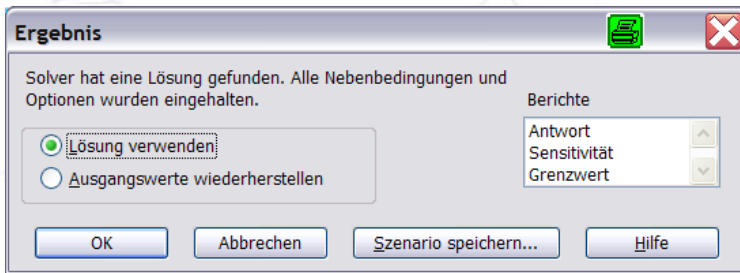 Ergebnis
Solver hat eine Lösung gefunden. Alle Nebenbedingungen und
Optionen wurden eingehalten.
Berichte
Lösung verwenden
Ausgangswerte wiederherstellen
Antwort
Sensitivität
Grenzwert
OK
Abbrechen
Szenario speichern...
Hilfe